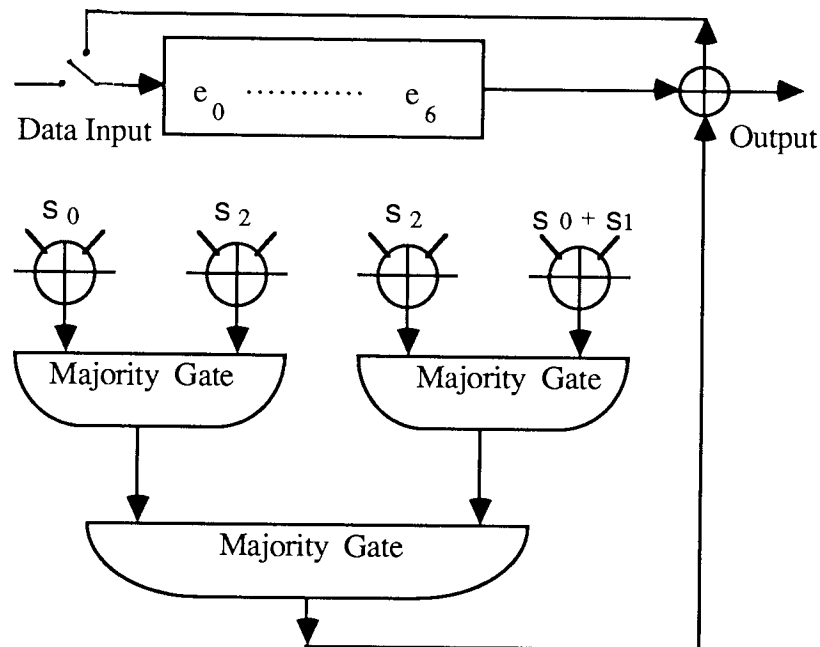 e0 ........... e6
Data Input
Output
S0
S2
S2
S0 + S1
Majority Gate
Majority Gate
Majority Gate